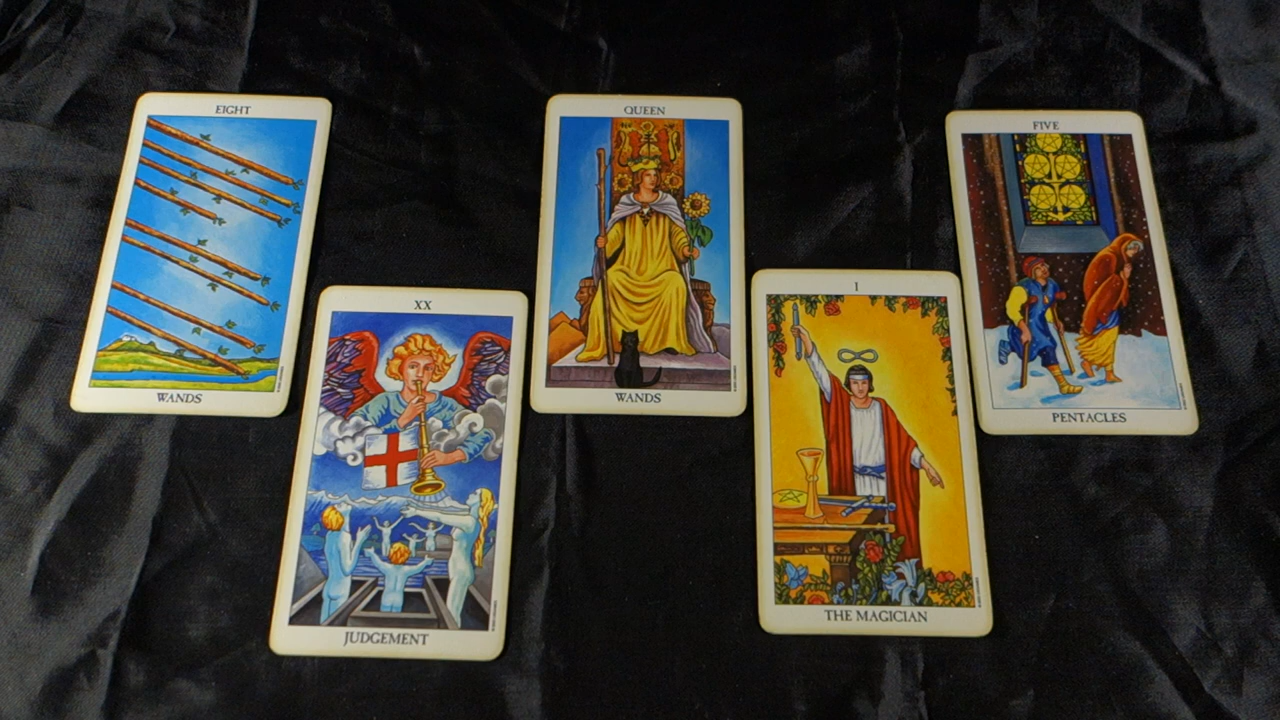 EIGHT
WANDS
XX
JUDGEMENT
QUEEN
WANDS
I
THE MAGICIAN
FIVE
PENTACLES